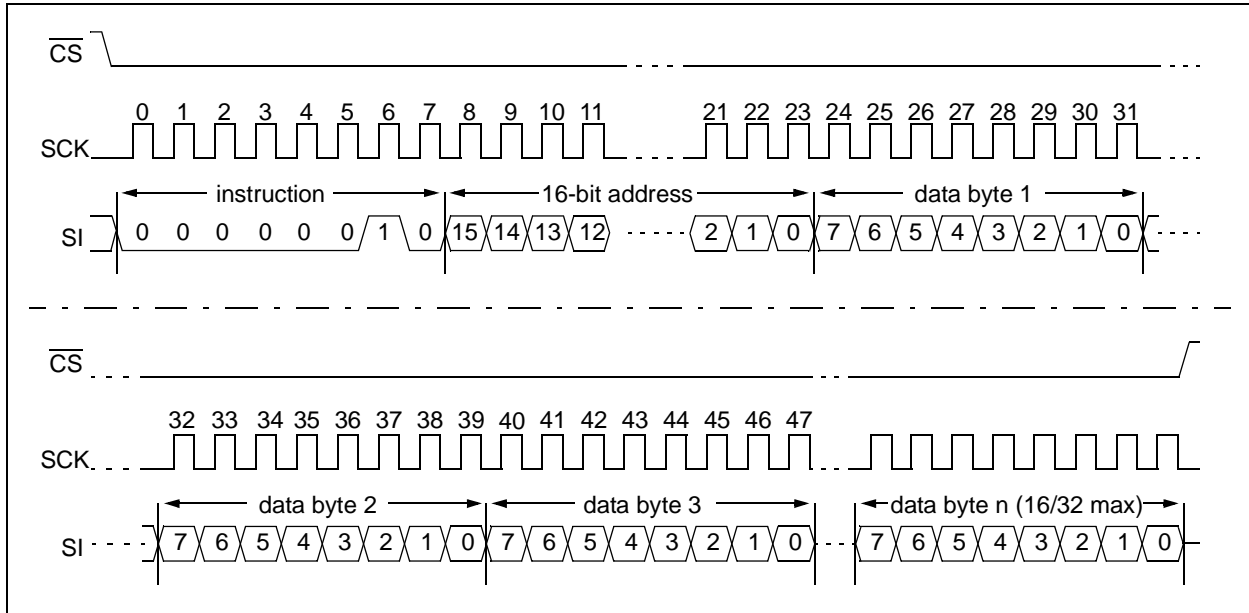 CS
0 1 2 3 4 5 6 7 8 9 10 11 21 22 23 24 25 26 27 28 29 30 31
SCK
instruction 16-bit address data byte 1
SI 0 0 0 0 0 0 1 0 15 14 13 12 2 1 0 7 6 5 4 3 2 1 0
CS
32 33 34 35 36 37 38 39 40 41 42 43 44 45 46 47
SCK
data byte 2 data byte 3 data byte n (16/32 max)
SI 7 6 5 4 3 2 1 0 7 6 5 4 3 2 1 0 7 6 5 4 3 2 1 0